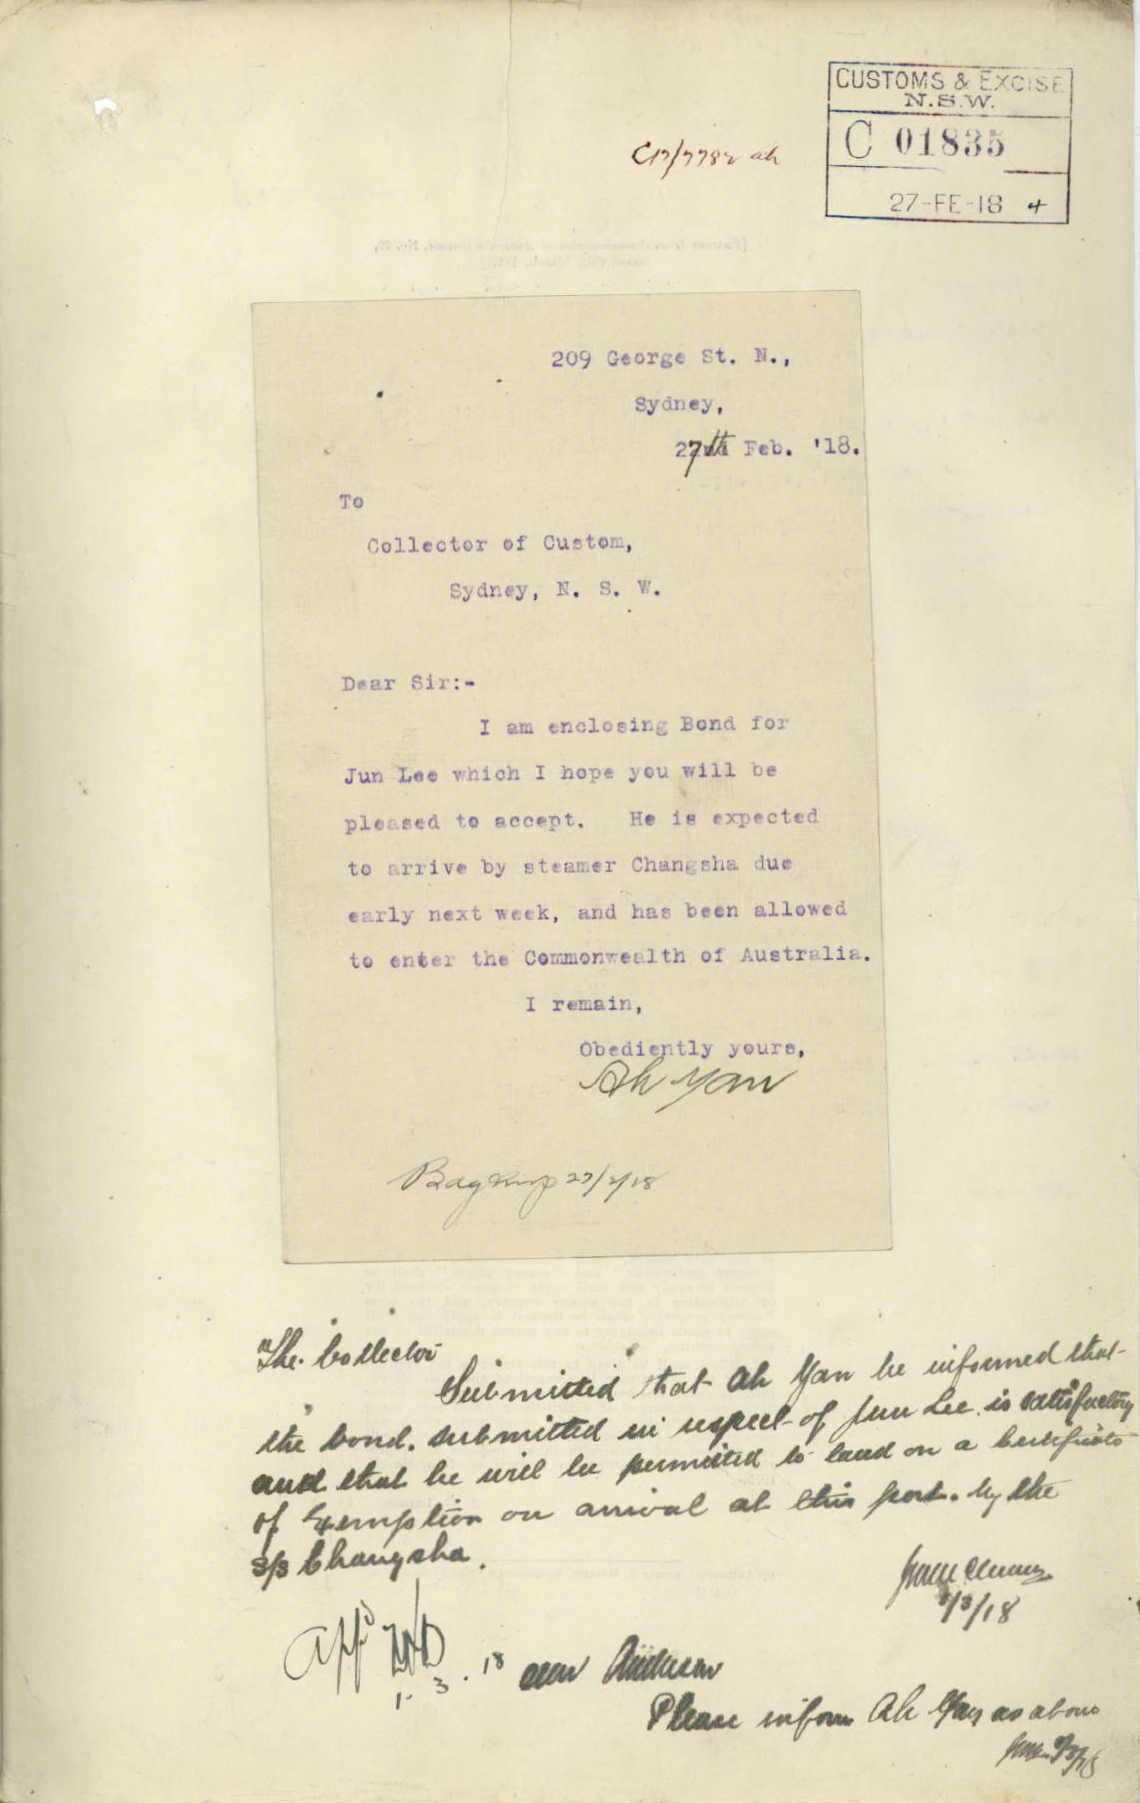 CUSTOMS & EXCISE
N.S.W.
C 01835
27-FE-18 4
C17/7782
209 George St. N.,
Sydney,
27th Feb. '18.
To
Collector of Custom,
Sydney, N. S. W.
Dear Sir:-
I am enclosing Bond for
Jun Lee which I hope you will be
pleased to accept. He is expected
to arrive by steamer Changsha due
early next week, and has been allowed
to enter the Commonwealth of Australia.
I remain,
Obediently yours,
Ah Yan
27/2/18
The Collector
Submitted that Ah Yan be informed that
the bond submitted in respect of Jun Lee is satisfactory
and that he will be permitted to land on a Certificate
of Exemption on arrival at this port by the
s/s Changsha.
1/3/18
App'd
1. 3. 18
Please inform Ah Yan as above